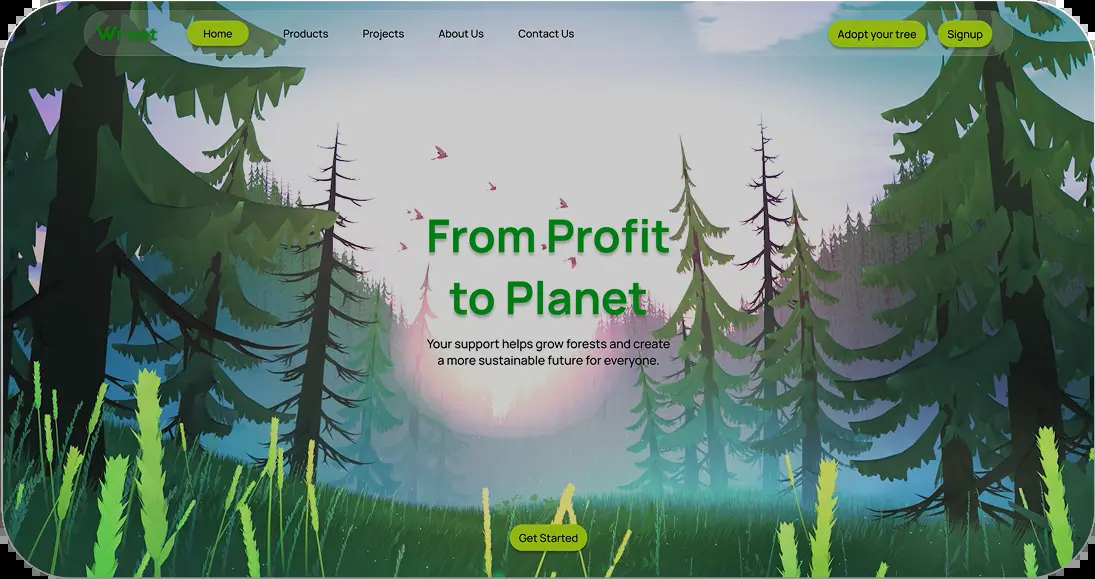 Home
Products
Projects
About Us
Contact Us
Adopt your tree
Signup
From Profit
to Planet
Your support helps grow forests and create
a more sustainable future for everyone.
Get Started